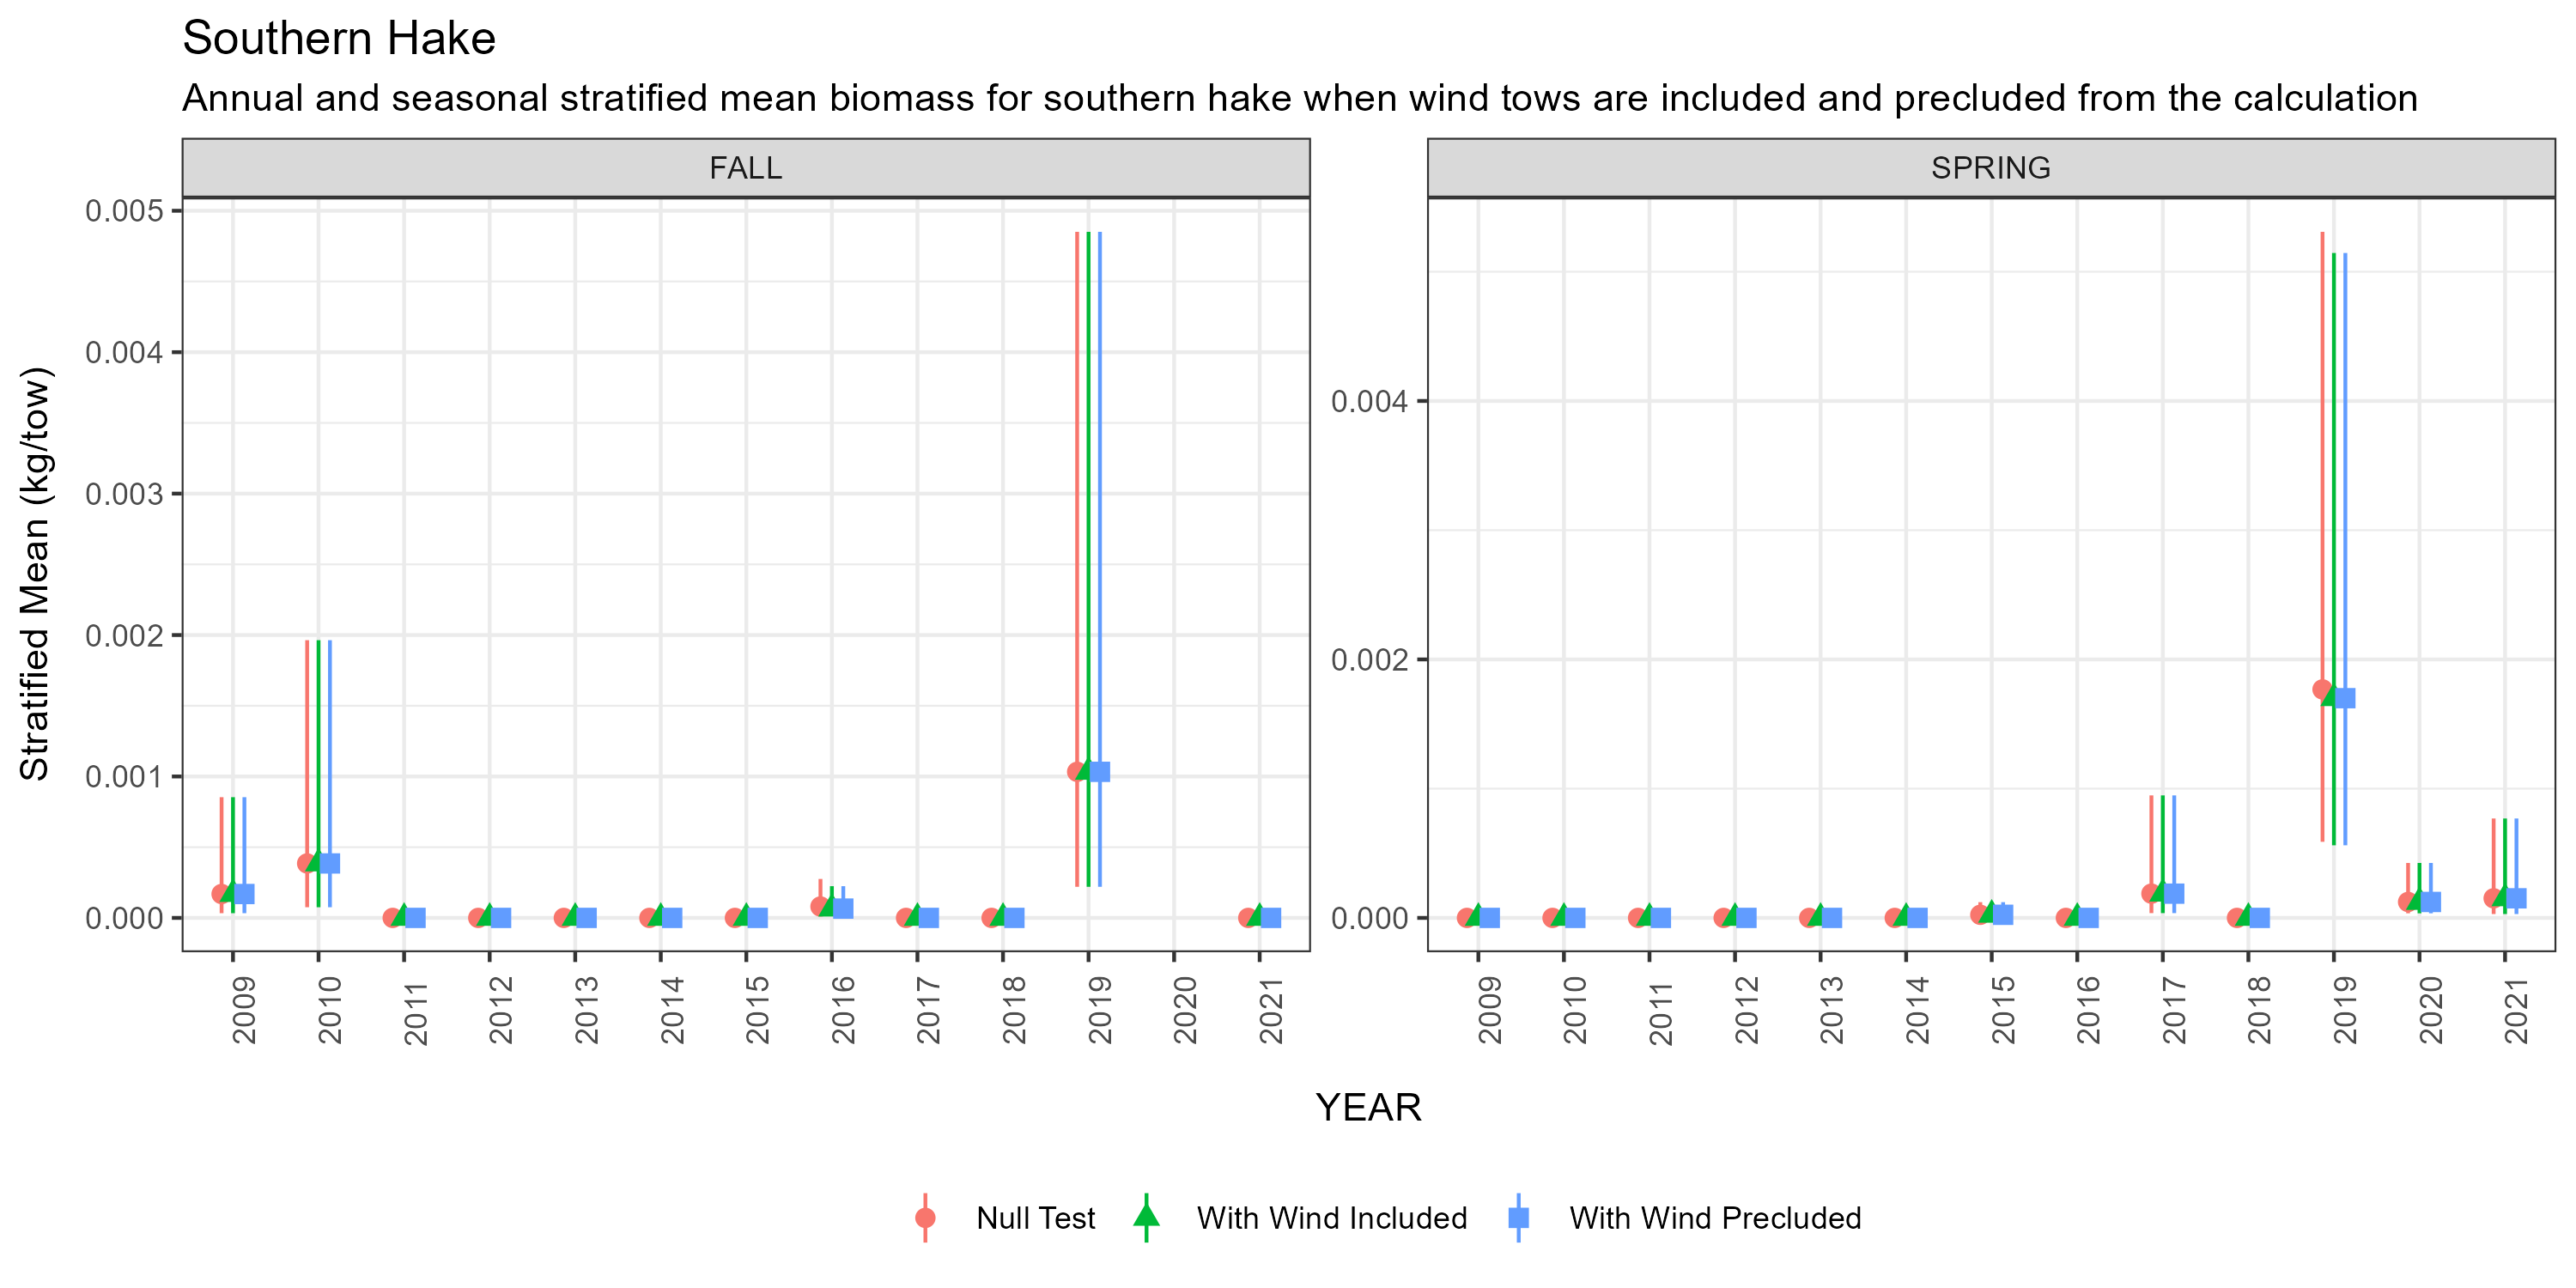 Southern Hake
Annual and seasonal stratified mean biomass for southern hake when wind tows are included and precluded from the calculation
FALL
SPRING
Stratified Mean (kg/tow)
0.005
0.004
0.003
0.002
0.001
0.000
0.004
0.002
0.000
2009 2010 2011 2012 2013 2014 2015 2016 2017 2018 2019 2020 2021
2009 2010 2011 2012 2013 2014 2015 2016 2017 2018 2019 2020 2021
YEAR
Null Test With Wind Included With Wind Precluded